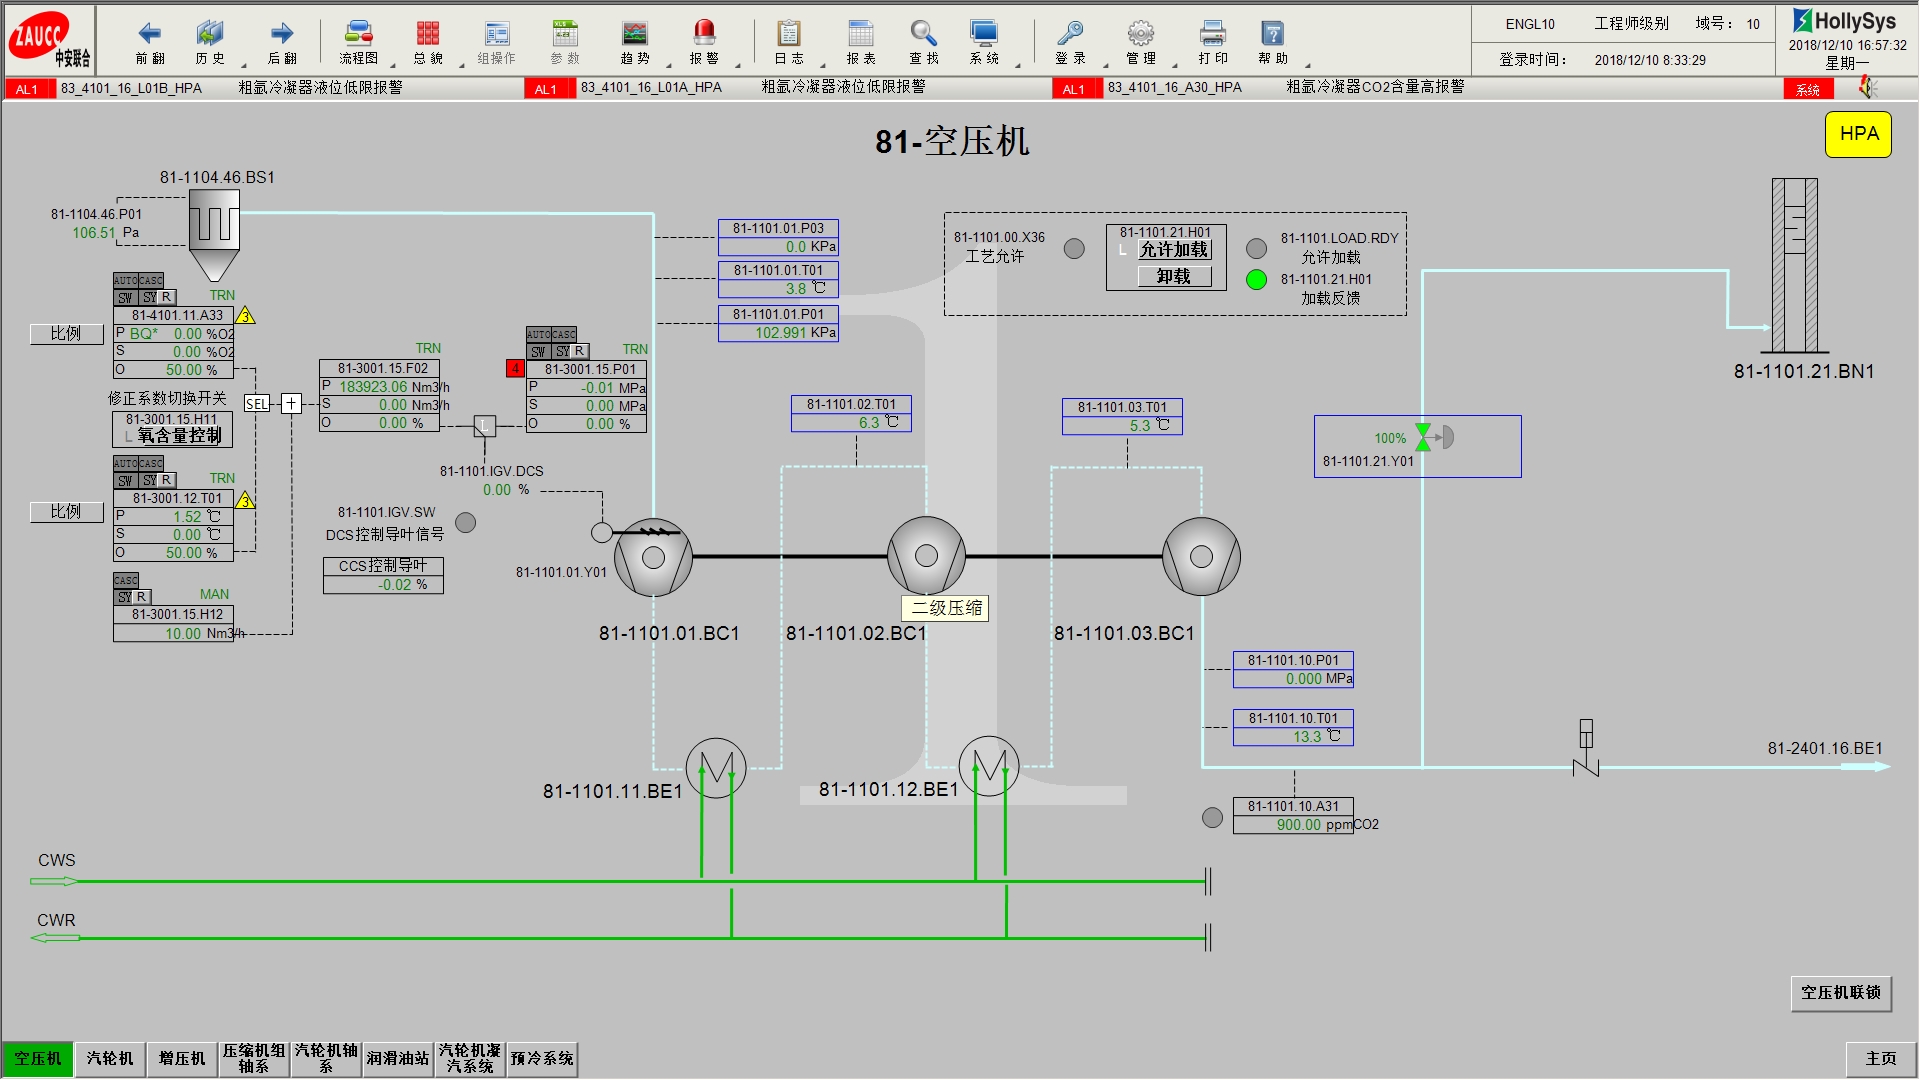 ZAUCC
中安联合
前翻
历史
后翻
流程图
总貌
组操作
参数
趋势
报警
日志
报表
查找
系统
登录
管理
打印
帮助
ENGL10 工程师级别 域号： 10
登录时间： 2018/12/10 8:33:29
HollySys
2018/12/10 16:57:32
星期一
AL1 83_4101_16_L01B_HPA 粗氩冷凝器液位低限报警
AL1 83_4101_16_L01A_HPA 粗氩冷凝器液位低限报警
AL1 83_4101_16_A30_HPA 粗氩冷凝器CO2含量高报警
系统
81-空压机
HPA
81-1104.46.BS1
81-1104.46.P01
106.51 Pa
AUTO CASC
SW SY R TRN
81-4101.11.A33
3
P BQ* 0.00 %O2
S 0.00 %O2
O 50.00 %
比例
修正系数切换开关
81-3001.15.H11
L 氧含量控制
SEL
+
AUTO CASC
SW SY R TRN
81-3001.12.T01
3
P 1.52 ℃
S 0.00 ℃
O 50.00 %
比例
CASC
SY R MAN
81-3001.15.H12
10.00 Nm3/h
TRN
81-3001.15.F02
P 183923.06 Nm3/h
S 0.00 Nm3/h
O 0.00 %
L
AUTO CASC
SW SY R TRN
4
81-3001.15.P01
P -0.01 MPa
S 0.00 MPa
O 0.00 %
81-1101.IGV.DCS
0.00 %
81-1101.IGV.SW
DCS控制导叶信号
CCS控制导叶
-0.02 %
81-1101.01.Y01
81-1101.01.P03
0.0 KPa
81-1101.01.T01
3.8 ℃
81-1101.01.P01
102.991 KPa
81-1101.00.X36
工艺允许
81-1101.21.H01
L 允许加载
卸载
81-1101.LOAD.RDY
允许加载
81-1101.21.H01
加载反馈
81-1101.21.BN1
81-1101.02.T01
6.3 ℃
81-1101.03.T01
5.3 ℃
100%
81-1101.21.Y01
二级压缩
81-1101.01.BC1
81-1101.02.BC1
81-1101.03.BC1
81-1101.10.P01
0.000 MPa
81-1101.10.T01
13.3 ℃
81-2401.16.BE1
81-1101.11.BE1
81-1101.12.BE1
81-1101.10.A31
900.00 ppmCO2
CWS
CWR
空压机联锁
空压机
汽轮机
增压机
压缩机组
轴系
汽轮机轴
系
润滑油站
汽轮机凝
汽系统
预冷系统
主页